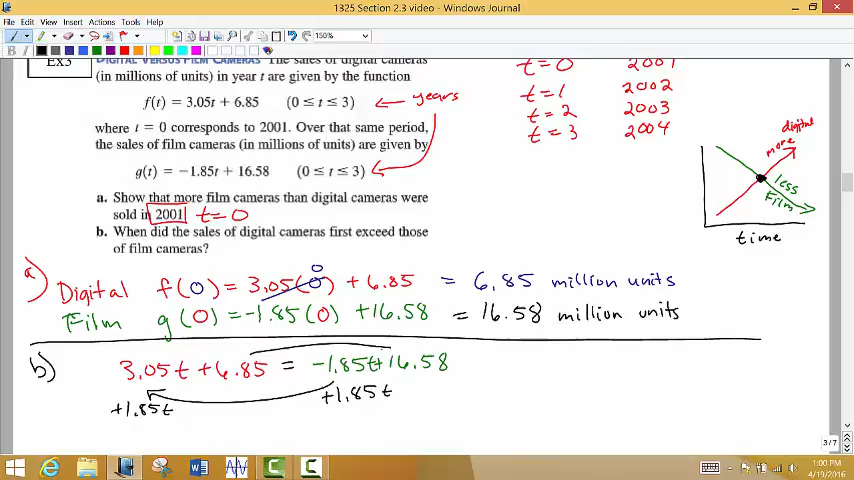 1325 Section 2.3 video - Windows Journal
File Edit View Insert Actions Tools Help
150%
B I
EX3
DIGITAL VERSUS FILM CAMERAS The sales of digital cameras
(in millions of units) in year t are given by the function
f(t) = 3.05t + 6.85 (0 ≤ t ≤ 3)
years
where t = 0 corresponds to 2001. Over that same period,
the sales of film cameras (in millions of units) are given by
g(t) = −1.85t + 16.58 (0 ≤ t ≤ 3)
a. Show that more film cameras than digital cameras were
sold in 2001 t = 0
b. When did the sales of digital cameras first exceed those
of film cameras?
t = 0 2001
t = 1 2002
t = 2 2003
t = 3 2004
digital
more
less
Film
time
a)
0
Digital f(0) = 3.05(0) + 6.85 = 6.85 million units
Film g(0) = -1.85(0) + 16.58 = 16.58 million units
b) 3.05t + 6.85 = -1.85t + 16.58
+1.85t +1.85t
3/7
1:00 PM
4/19/2016